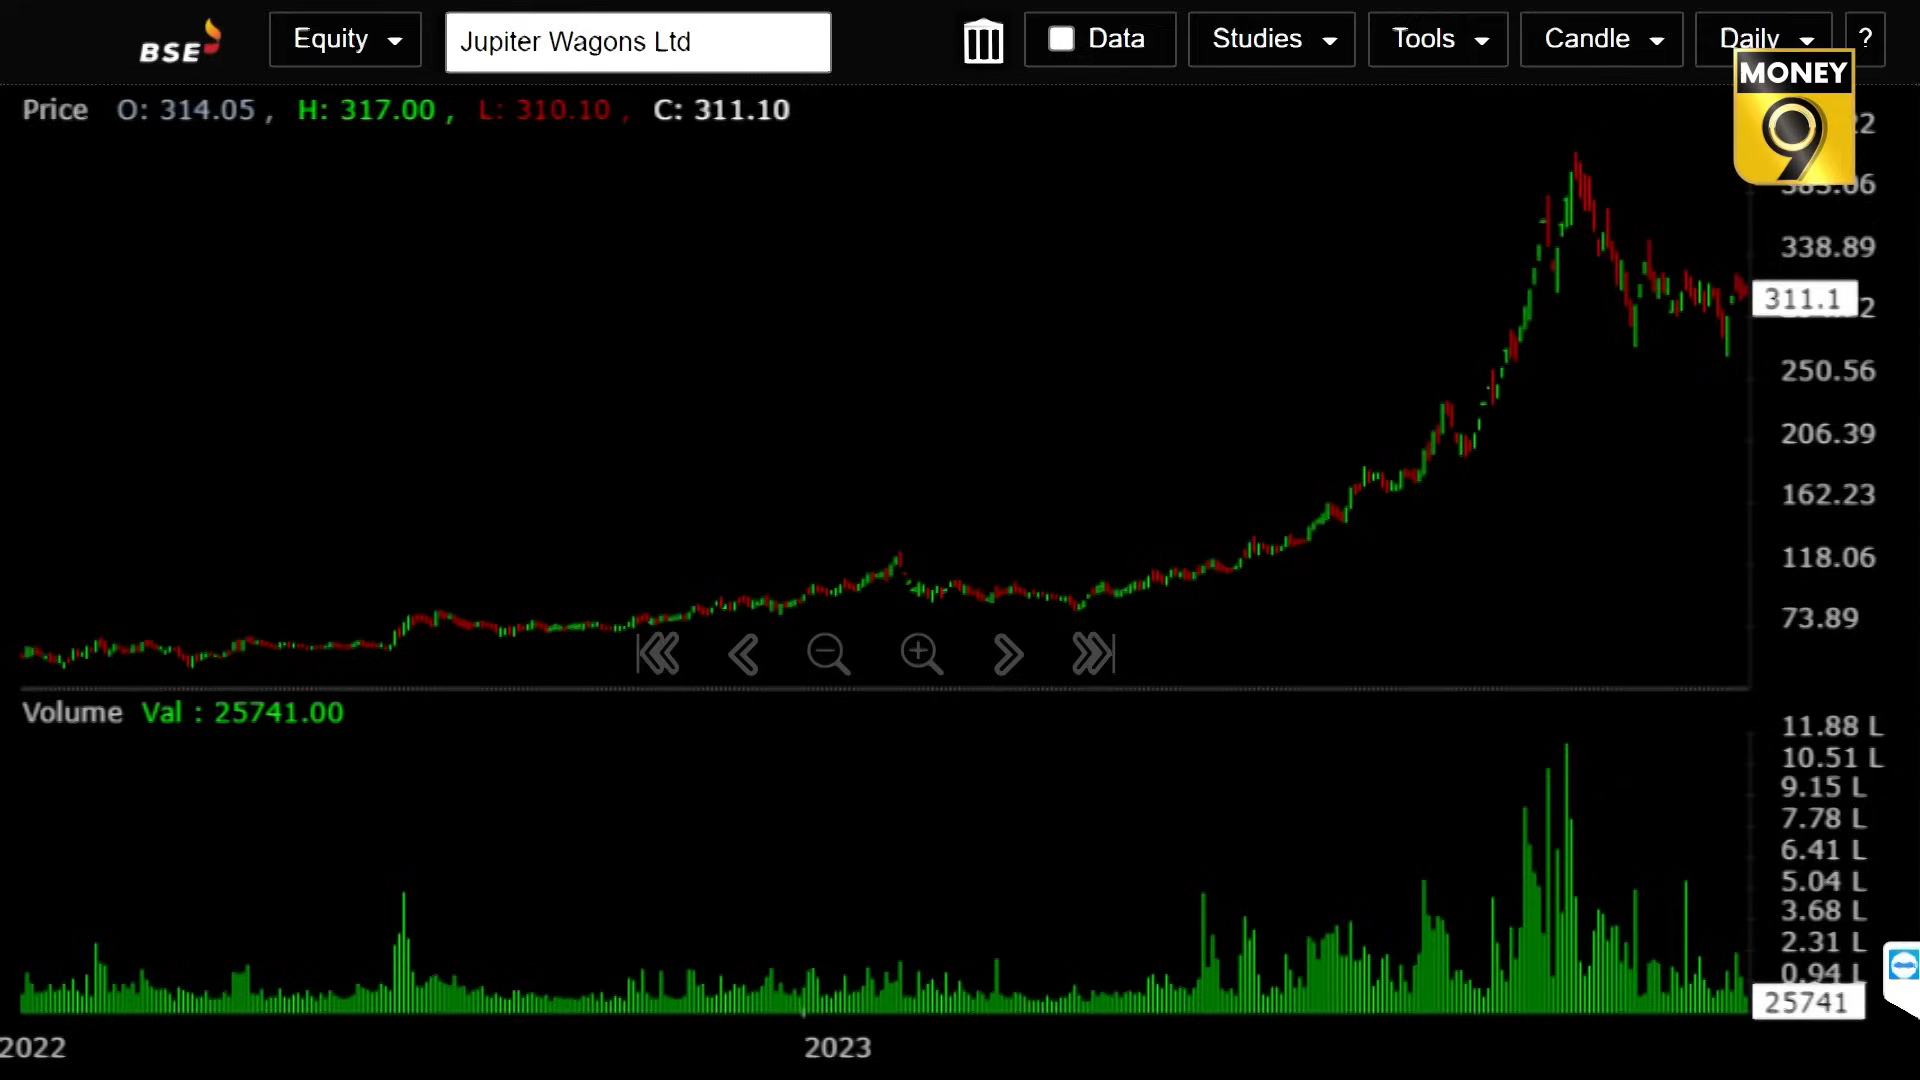 BSE Equity Jupiter Wagons Ltd Data Studies Tools Candle Daily ?
MONEY
9
Price O: 314.05 , H: 317.00 , L: 310.10 , C: 311.10
338.89
311.1
250.56
206.39
162.23
118.06
73.89
Volume Val : 25741.00
11.88 L
10.51 L
9.15 L
7.78 L
6.41 L
5.04 L
3.68 L
2.31 L
0.94 L
25741
2022 2023